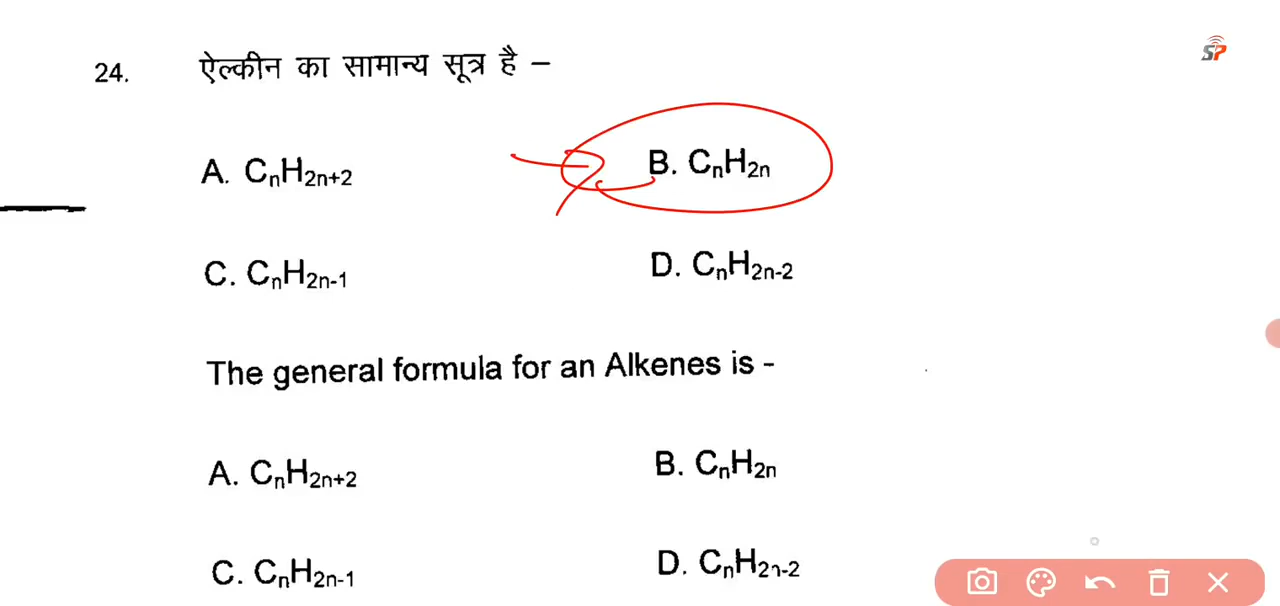 SP
24. ऐल्कीन का सामान्य सूत्र है –
A. CₙH₂ₙ₊₂ B. CₙH₂ₙ
C. CₙH₂ₙ₋₁ D. CₙH₂ₙ₋₂
The general formula for an Alkenes is -
A. CₙH₂ₙ₊₂ B. CₙH₂ₙ
C. CₙH₂ₙ₋₁ D. CₙH₂ₙ₋₂